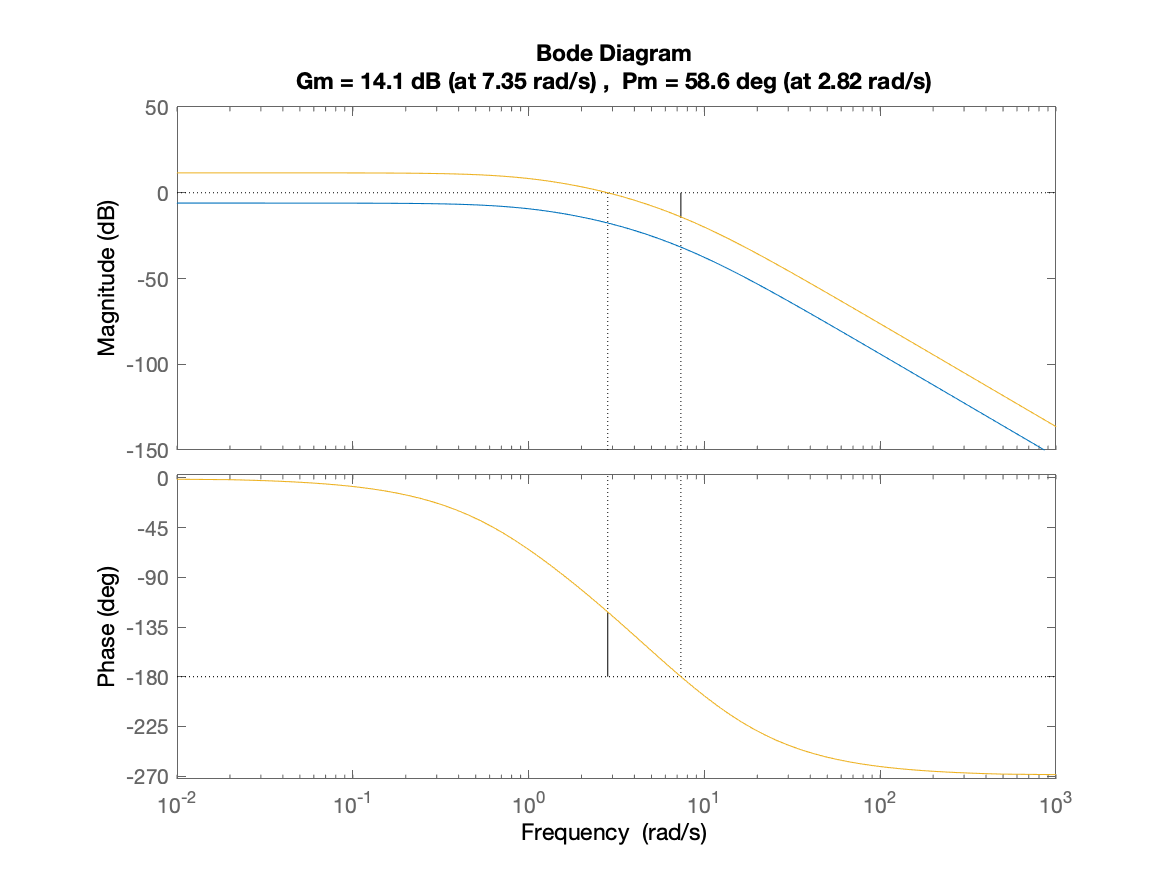 Bode Diagram
Gm = 14.1 dB (at 7.35 rad/s) ,  Pm = 58.6 deg (at 2.82 rad/s)
50
0
-50
-100
-150
Magnitude (dB)
0
-45
-90
-135
-180
-225
-270
Phase (deg)
10^-2 10^-1 10^0 10^1 10^2 10^3
Frequency  (rad/s)